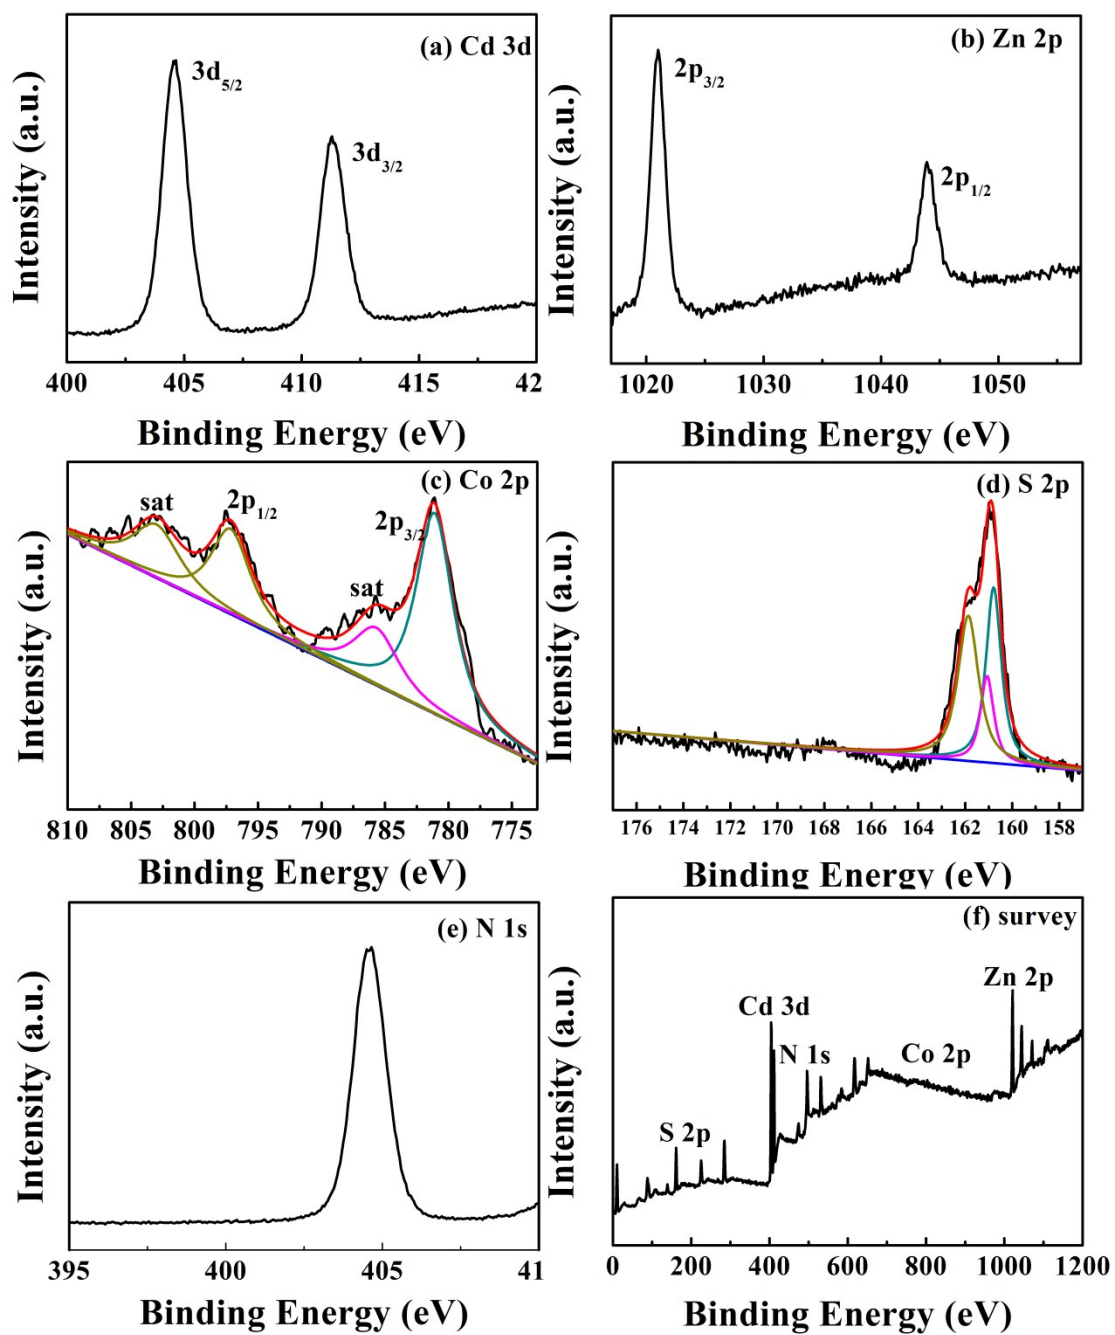 (a) Cd 3d
3d5/2
3d3/2
Intensity (a.u.)
400 405 410 415 42
Binding Energy (eV)
(b) Zn 2p
2p3/2
2p1/2
Intensity (a.u.)
1020 1030 1040 1050
Binding Energy (eV)
(c) Co 2p
sat
2p1/2
2p3/2
sat
Intensity (a.u.)
810 805 800 795 790 785 780 775
Binding Energy (eV)
(d) S 2p
Intensity (a.u.)
176 174 172 170 168 166 164 162 160 158
Binding Energy (eV)
(e) N 1s
Intensity (a.u.)
395 400 405 41
Binding Energy (eV)
(f) survey
Zn 2p
Cd 3d
N 1s
Co 2p
S 2p
Intensity (a.u.)
0 200 400 600 800 1000 1200
Binding Energy (eV)